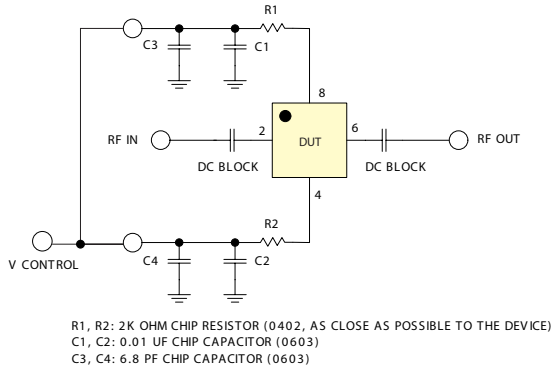 R1
C3
C1
8
RF IN
2
DUT
6
RF OUT
DC BLOCK
DC BLOCK
4
R2
C4
C2
V CONTROL
R1, R2: 2K OHM CHIP RESISTOR (0402, AS CLOSE AS POSSIBLE TO THE DEVICE)
C1, C2: 0.01 UF CHIP CAPACITOR (0603)
C3, C4: 6.8 PF CHIP CAPACITOR (0603)